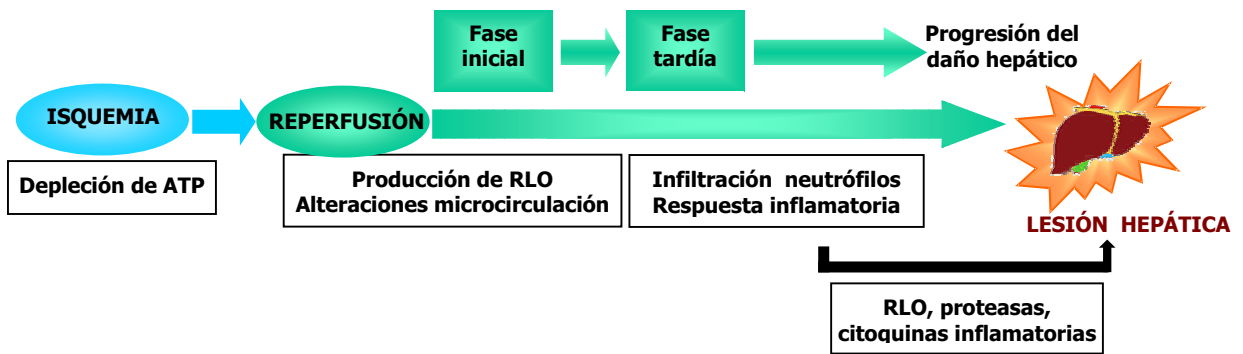 Fase
inicial
Fase
tardía
Progresión del
daño hepático
ISQUEMIA
REPERFUSIÓN
Depleción de ATP
Producción de RLO
Alteraciones microcirculación
Infiltración neutrófilos
Respuesta inflamatoria
LESIÓN HEPÁTICA
RLO, proteasas,
citoquinas inflamatorias